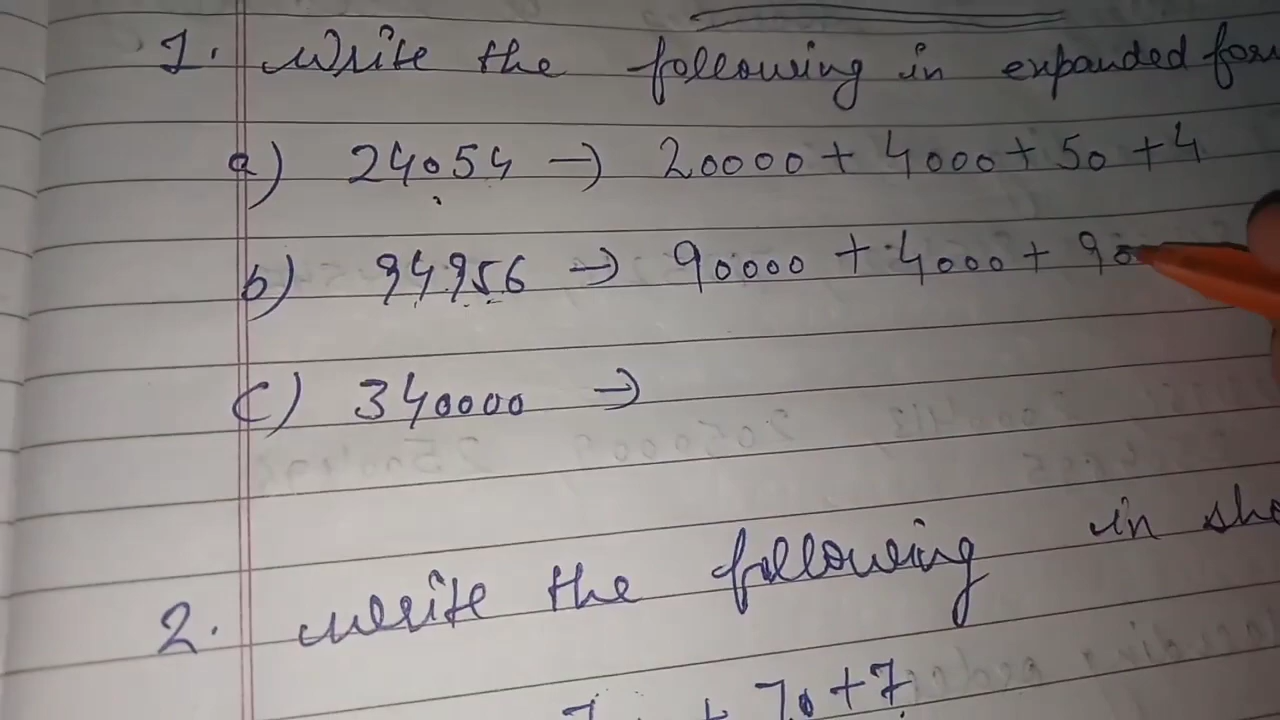 1. Write the following in expanded for
a) 24054 → 20000 + 4000 + 50 + 4
b) 94956 → 90000 + 4000 + 90
c) 340000 →
2. Write the following in sho
+ 70 + 7